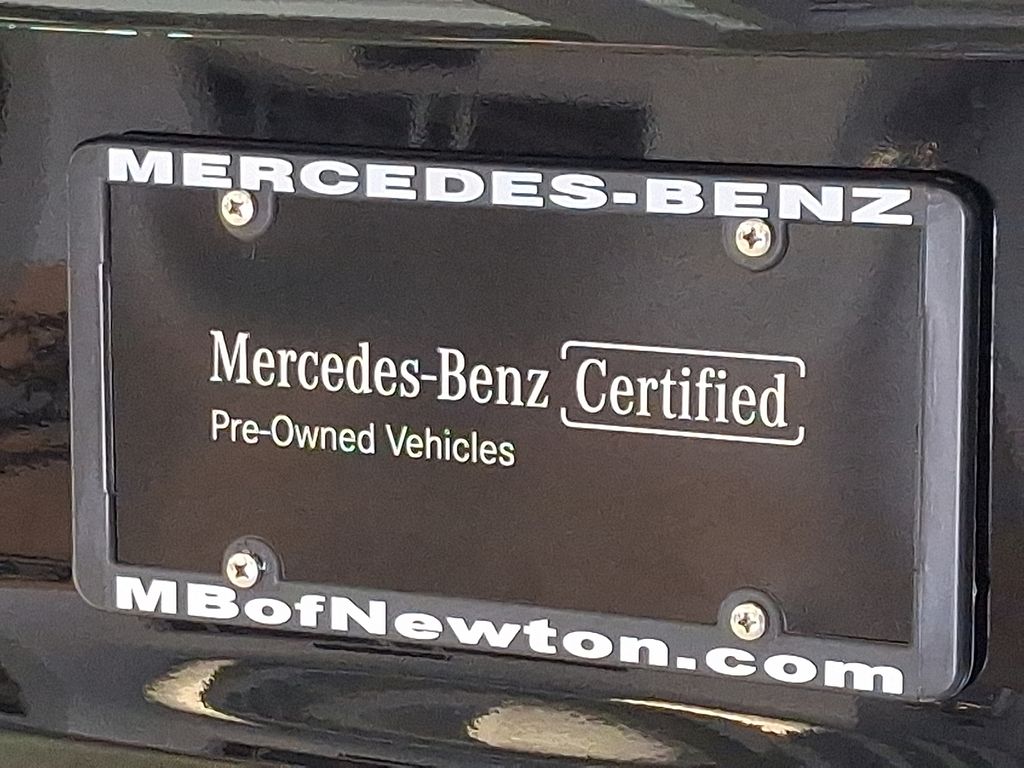 MERCEDES-BENZ
Mercedes-Benz Certified
Pre-Owned Vehicles
MBofNewton.com